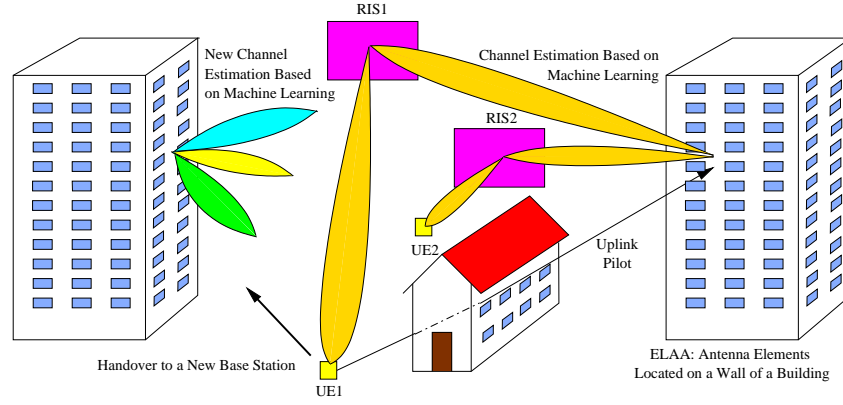 RIS1
New Channel
Estimation Based
on Machine Learning
Channel Estimation Based on
Machine Learning
RIS2
UE2
Uplink
Pilot
Handover to a New Base Station
UE1
ELAA: Antenna Elements
Located on a Wall of a Building